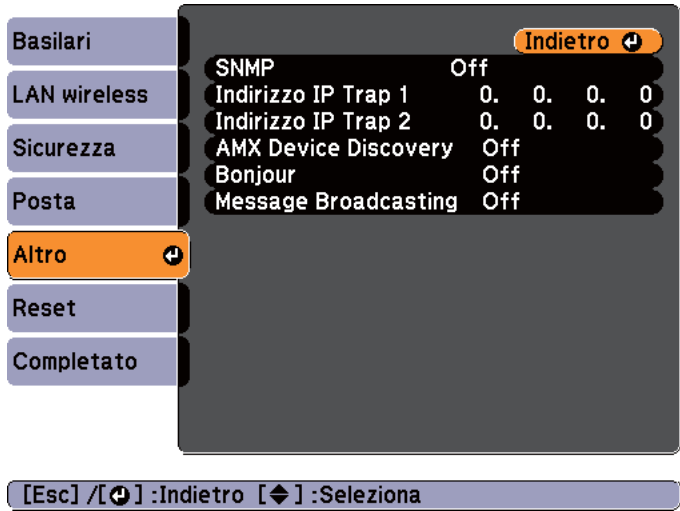 Basilari
LAN wireless
Sicurezza
Posta
Altro
Reset
Completato
Indietro
SNMP Off
Indirizzo IP Trap 1 0. 0. 0. 0
Indirizzo IP Trap 2 0. 0. 0. 0
AMX Device Discovery Off
Bonjour Off
Message Broadcasting Off
[Esc] /[⏎] :Indietro [◆] :Seleziona